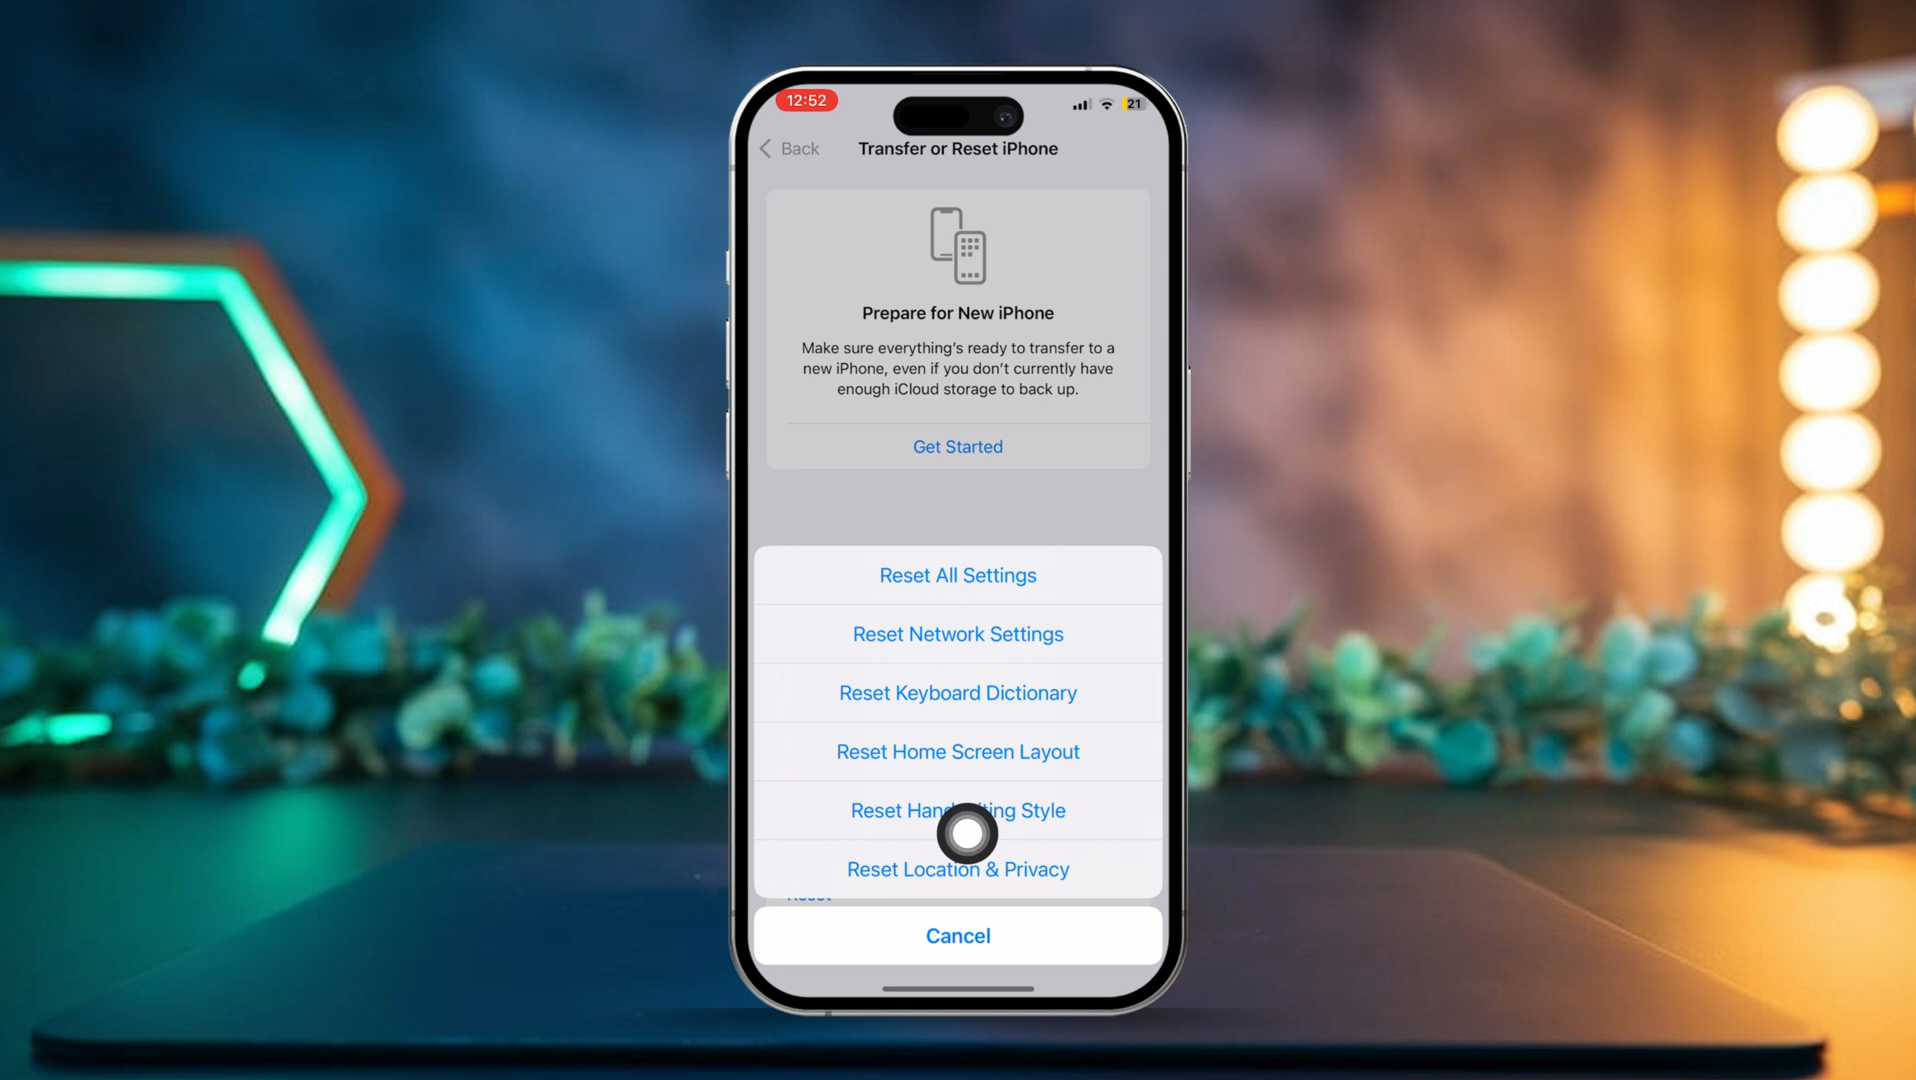 12:52
21
Back
Transfer or Reset iPhone
Prepare for New iPhone
Make sure everything's ready to transfer to a
new iPhone, even if you don't currently have
enough iCloud storage to back up.
Get Started
Reset All Settings
Reset Network Settings
Reset Keyboard Dictionary
Reset Home Screen Layout
Reset Style
Reset Location & Privacy
Cancel